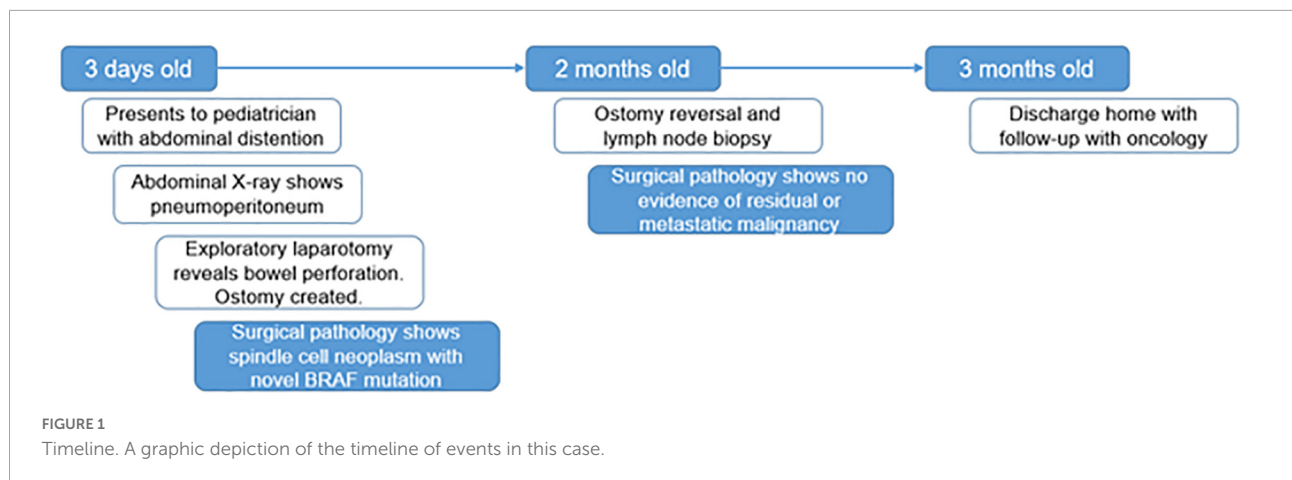 3 days old
Presents to pediatrician
with abdominal distention
Abdominal X-ray shows
pneumoperitoneum
Exploratory laparotomy
reveals bowel perforation.
Ostomy created.
Surgical pathology shows
spindle cell neoplasm with
novel BRAF mutation
2 months old
Ostomy reversal and
lymph node biopsy
Surgical pathology shows no
evidence of residual or
metastatic malignancy
3 months old
Discharge home with
follow-up with oncology
FIGURE 1
Timeline. A graphic depiction of the timeline of events in this case.